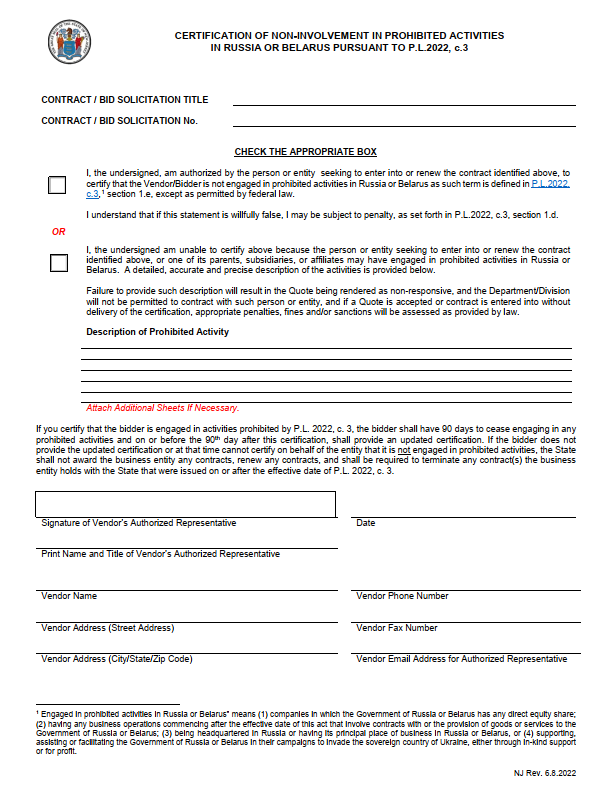 CERTIFICATION OF NON-INVOLVEMENT IN PROHIBITED ACTIVITIES
IN RUSSIA OR BELARUS PURSUANT TO P.L.2022, c.3
CONTRACT / BID SOLICITATION TITLE
CONTRACT / BID SOLICITATION No.
CHECK THE APPROPRIATE BOX
I, the undersigned, am authorized by the person or entity seeking to enter into or renew the contract identified above, to
certify that the Vendor/Bidder is not engaged in prohibited activities in Russia or Belarus as such term is defined in P.L.2022,
c.3,¹ section 1.e, except as permitted by federal law.
I understand that if this statement is willfully false, I may be subject to penalty, as set forth in P.L.2022, c.3, section 1.d.
OR
I, the undersigned am unable to certify above because the person or entity seeking to enter into or renew the contract
identified above, or one of its parents, subsidiaries, or affiliates may have engaged in prohibited activities in Russia or
Belarus. A detailed, accurate and precise description of the activities is provided below.
Failure to provide such description will result in the Quote being rendered as non-responsive, and the Department/Division
will not be permitted to contract with such person or entity, and if a Quote is accepted or contract is entered into without
delivery of the certification, appropriate penalties, fines and/or sanctions will be assessed as provided by law.
Description of Prohibited Activity
Attach Additional Sheets If Necessary.
If you certify that the bidder is engaged in activities prohibited by P.L. 2022, c. 3, the bidder shall have 90 days to cease engaging in any
prohibited activities and on or before the 90th day after this certification, shall provide an updated certification. If the bidder does not
provide the updated certification or at that time cannot certify on behalf of the entity that it is not engaged in prohibited activities, the State
shall not award the business entity any contracts, renew any contracts, and shall be required to terminate any contract(s) the business
entity holds with the State that were issued on or after the effective date of P.L. 2022, c. 3.
Signature of Vendor's Authorized Representative
Date
Print Name and Title of Vendor's Authorized Representative
Vendor Name
Vendor Phone Number
Vendor Address (Street Address)
Vendor Fax Number
Vendor Address (City/State/Zip Code)
Vendor Email Address for Authorized Representative
¹ Engaged in prohibited activities in Russia or Belarus" means (1) companies in which the Government of Russia or Belarus has any direct equity share;
(2) having any business operations commencing after the effective date of this act that involve contracts with or the provision of goods or services to the
Government of Russia or Belarus; (3) being headquartered in Russia or having its principal place of business in Russia or Belarus, or (4) supporting,
assisting or facilitating the Government of Russia or Belarus in their campaigns to invade the sovereign country of Ukraine, either through in-kind support
or for profit.
NJ Rev. 6.8.2022